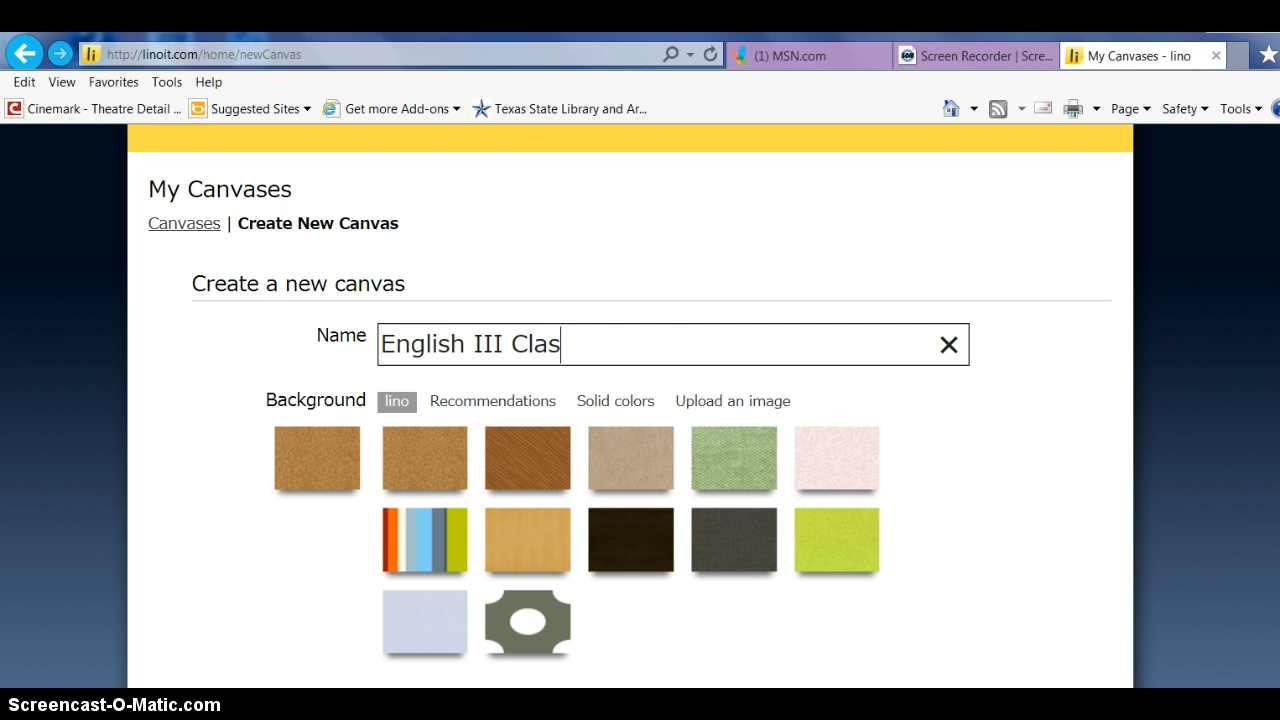 http://linoit.com/home/newCanvas
(1) MSN.com
Screen Recorder | Scre...
My Canvases - lino
Edit View Favorites Tools Help
Cinemark - Theatre Detail ... Suggested Sites Get more Add-ons Texas State Library and Ar... Page Safety Tools
My Canvases
Canvases | Create New Canvas
Create a new canvas
Name English III Clas
Background lino Recommendations Solid colors Upload an image
Screencast-O-Matic.com